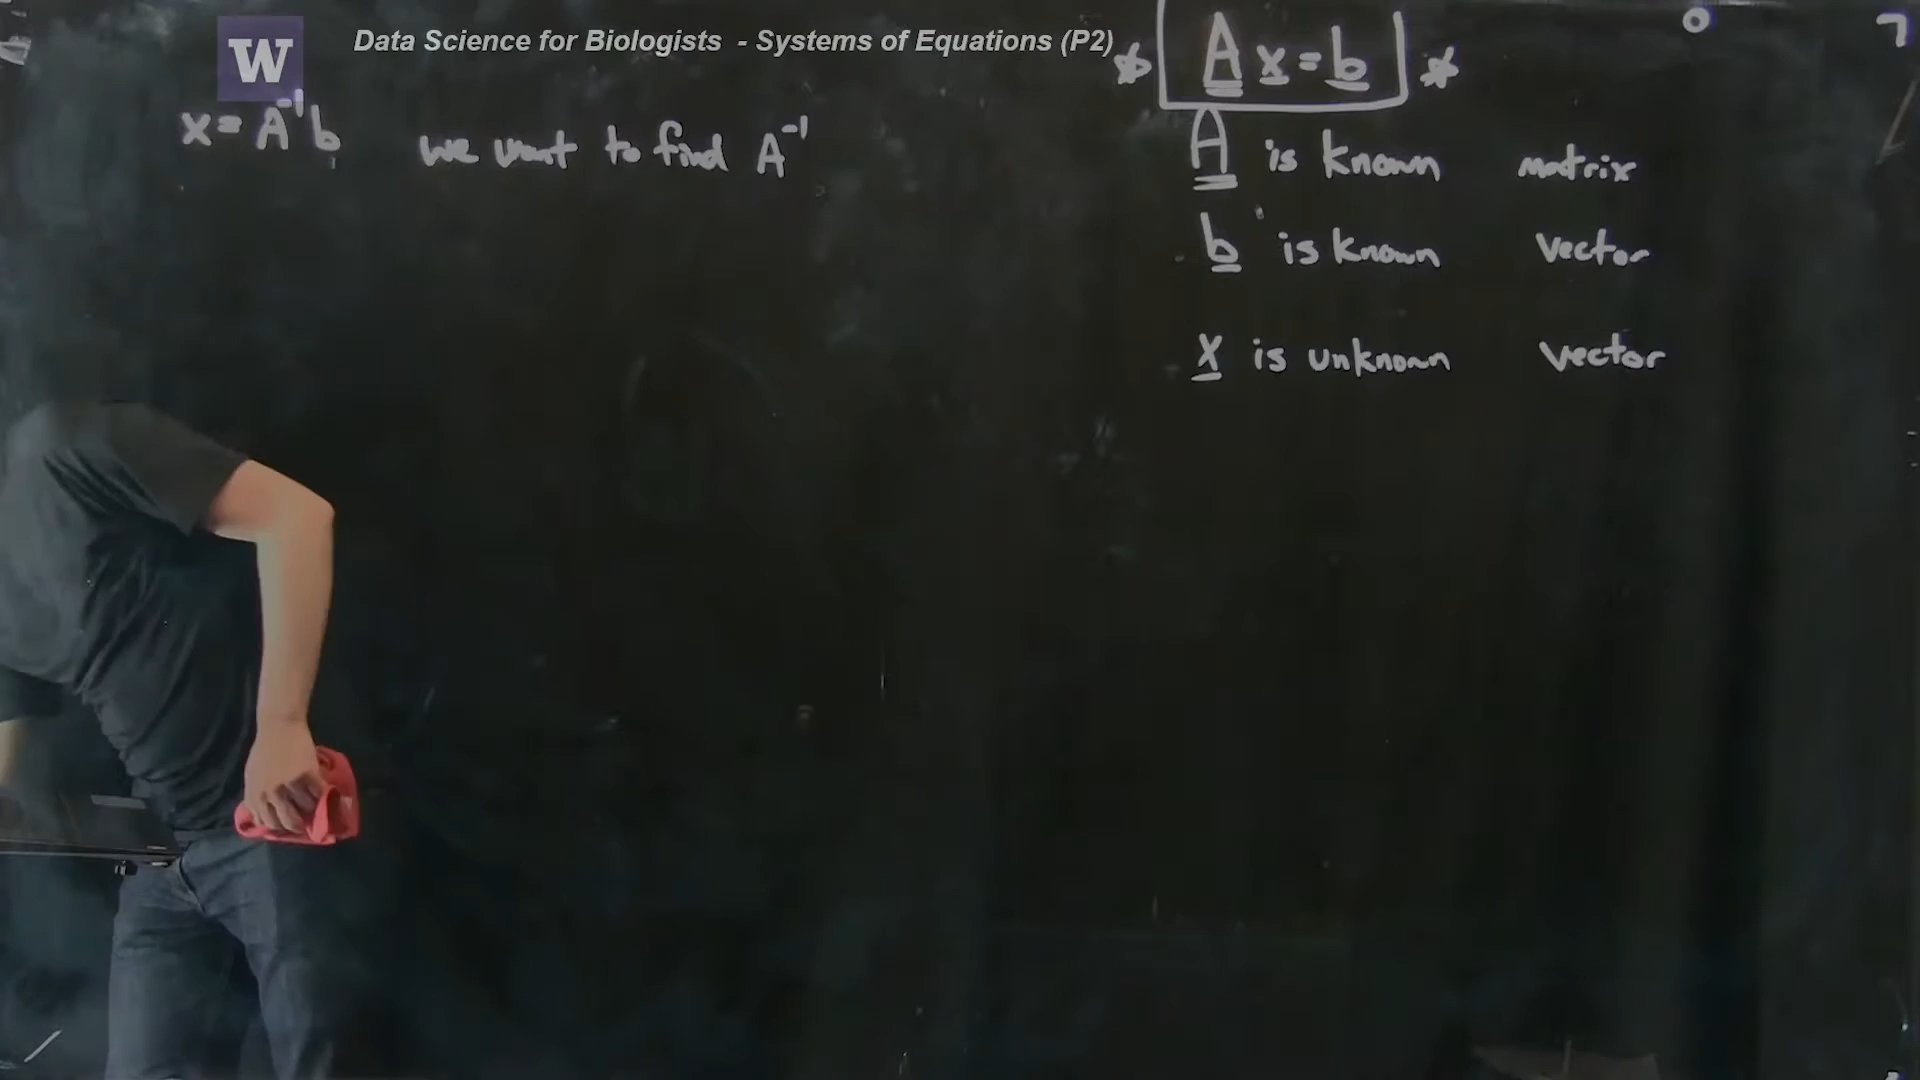 W
Data Science for Biologists - Systems of Equations (P2)
* A x = b *
x = A⁻¹b we want to find A⁻¹
A is known matrix
b is known vector
x is unknown vector